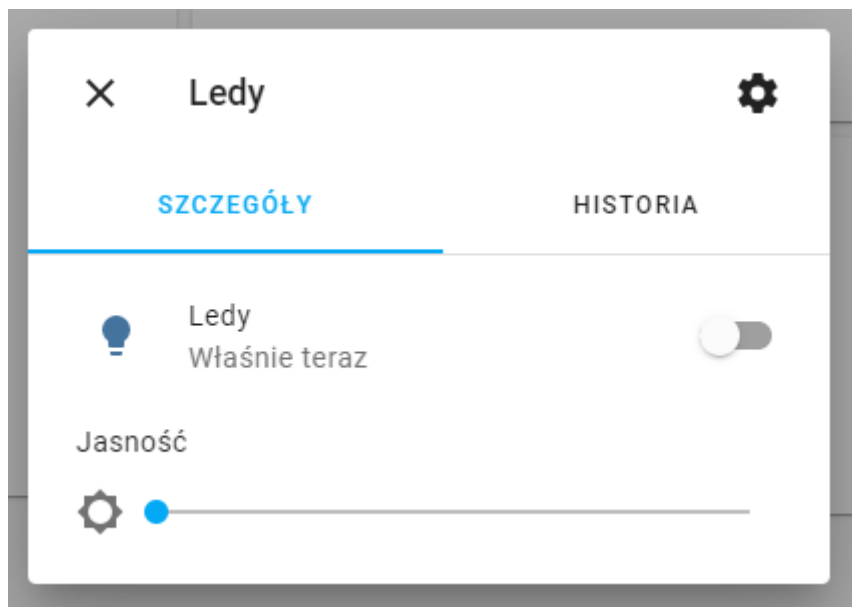 Ledy
SZCZEGÓŁY
HISTORIA
Ledy
Właśnie teraz
Jasność